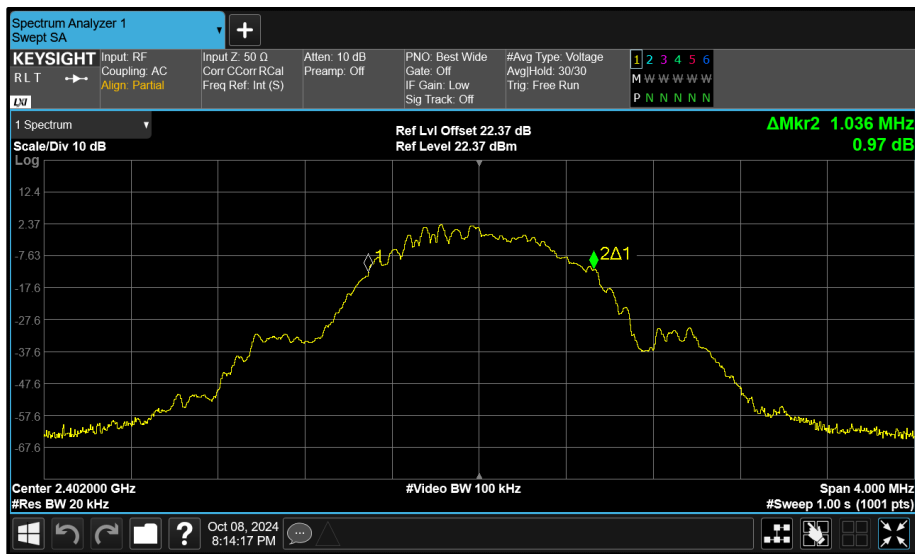 Spectrum Analyzer 1
Swept SA
KEYSIGHT
R L T
LXI
Input: RF
Coupling: AC
Align: Partial
Input Z: 50 Ω
Corr CCorr RCal
Freq Ref: Int (S)
Atten: 10 dB
Preamp: Off
PNO: Best Wide
Gate: Off
IF Gain: Low
Sig Track: Off
#Avg Type: Voltage
Avg|Hold: 30/30
Trig: Free Run
1 2 3 4 5 6
M W W W W W
P N N N N N
1 Spectrum
Scale/Div 10 dB
Ref Lvl Offset 22.37 dB
Ref Level 22.37 dBm
ΔMkr2 1.036 MHz
0.97 dB
Log
12.4
2.37
-7.63
-17.6
-27.6
-37.6
-47.6
-57.6
-67.6
1
2Δ1
Center 2.402000 GHz
#Res BW 20 kHz
#Video BW 100 kHz
Span 4.000 MHz
#Sweep 1.00 s (1001 pts)
?
Oct 08, 2024
8:14:17 PM